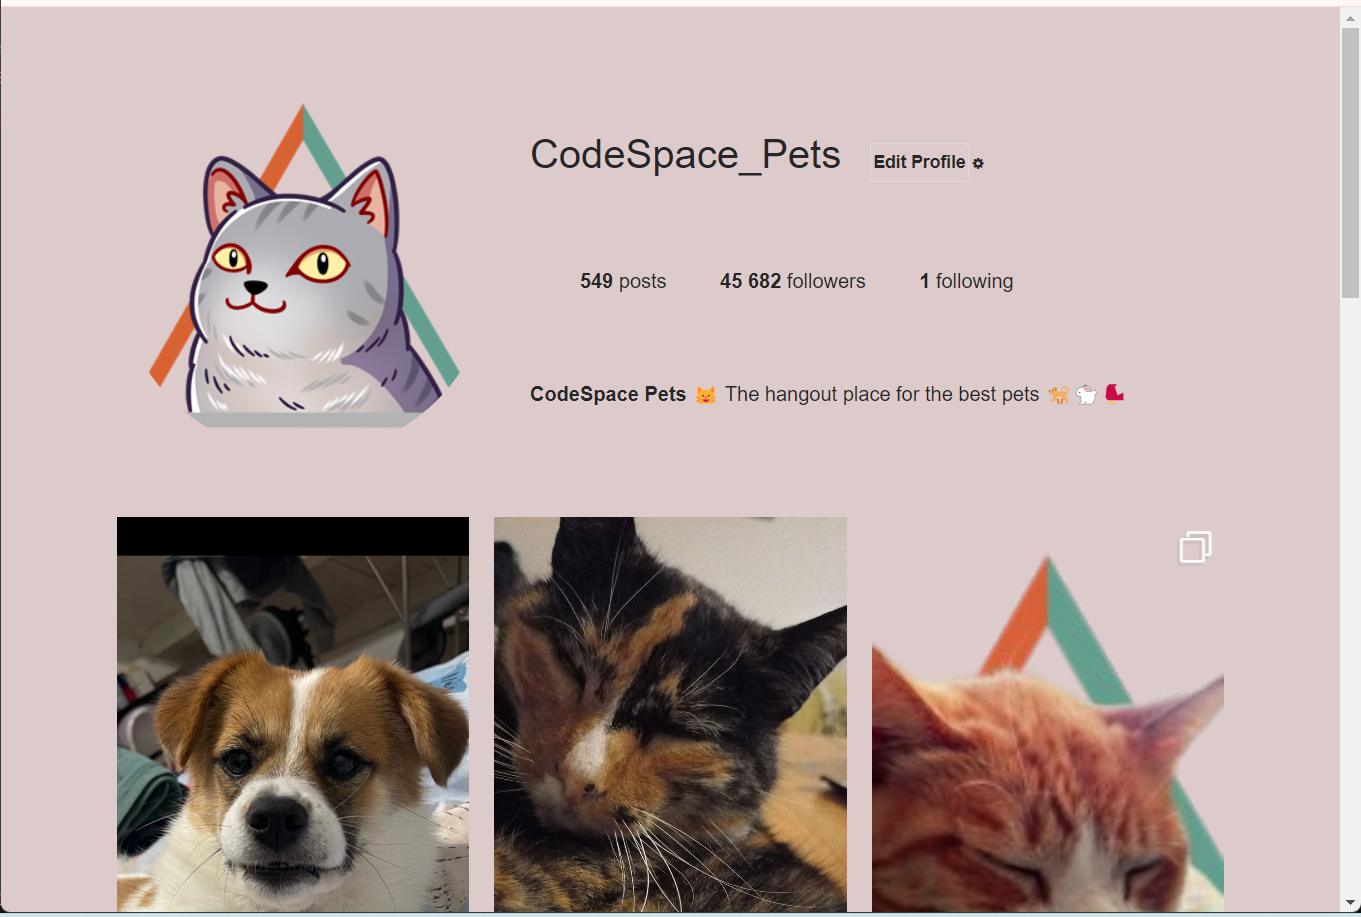 CodeSpace_Pets Edit Profile
549 posts 45 682 followers 1 following
CodeSpace Pets The hangout place for the best pets